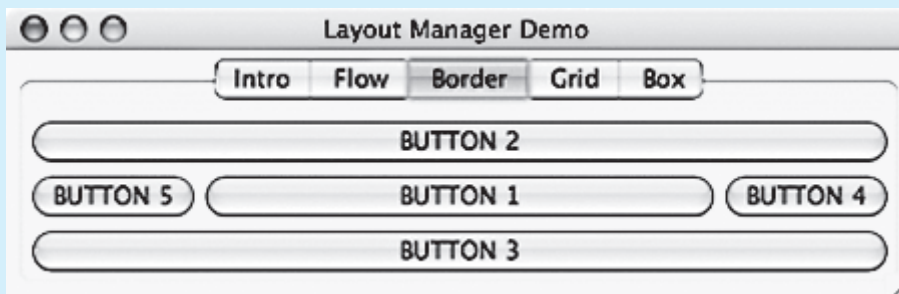 Layout Manager Demo
Intro Flow Border Grid Box
BUTTON 2
BUTTON 5 BUTTON 1 BUTTON 4
BUTTON 3